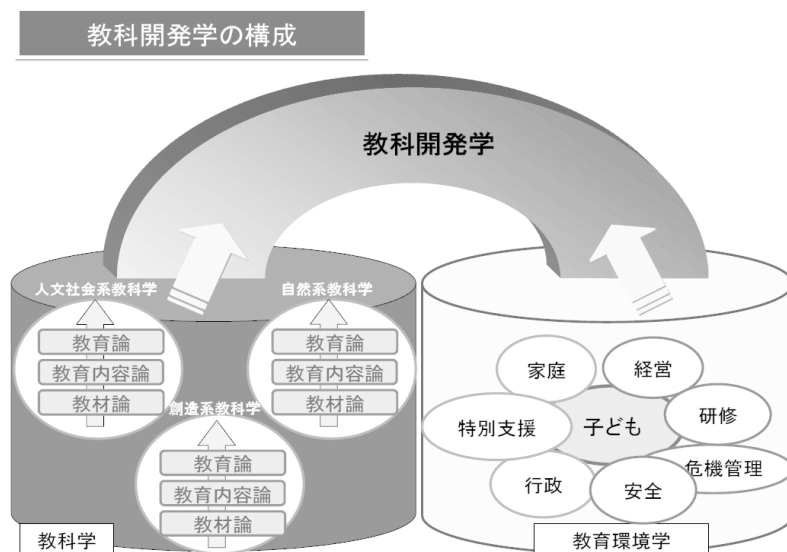 教科開発学の構成
教科開発学
人文社会系教科学
教育論
教育内容論
教材論
自然系教科学
教育論
教育内容論
教材論
創造系教科学
教育論
教育内容論
教材論
教科学
家庭
経営
特別支援
子ども
研修
危機管理
行政
安全
教育環境学